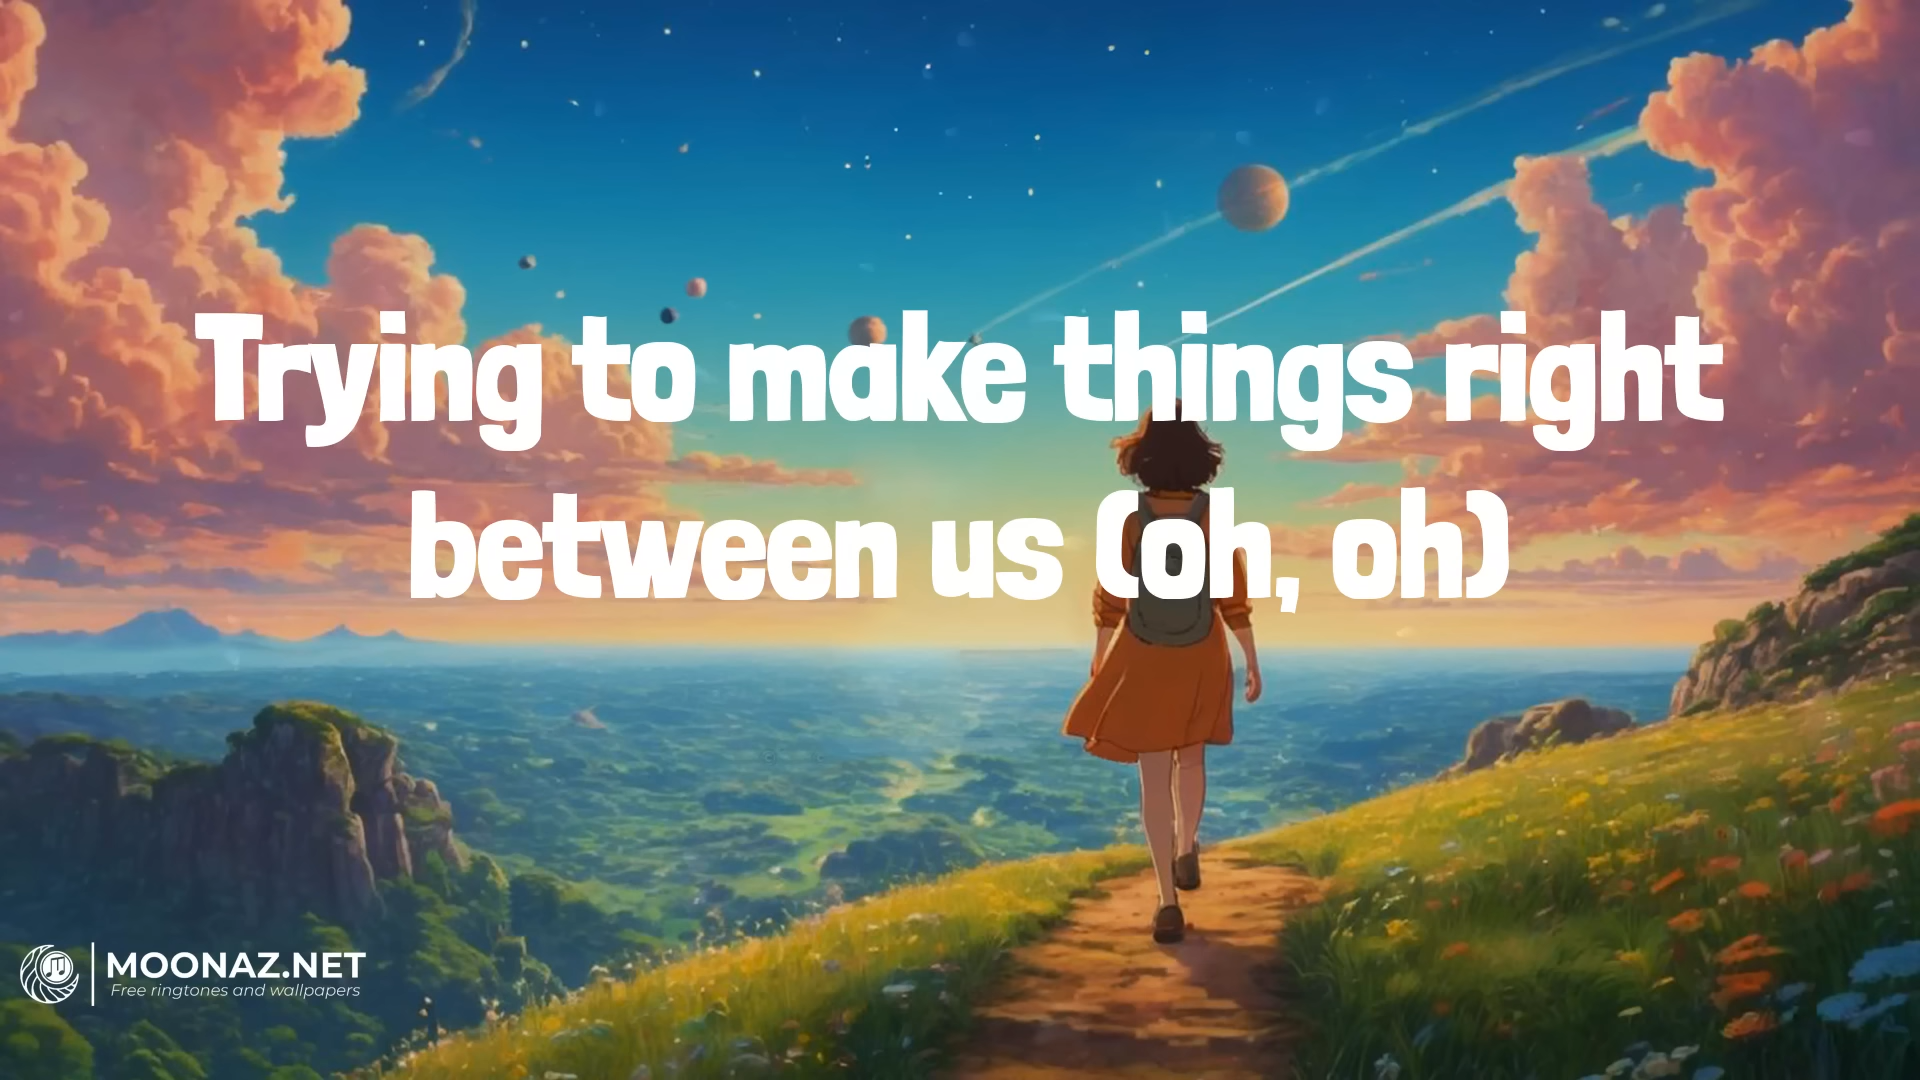 Trying to make things right
between us (oh, oh)
MOONAZ.NET
Free ringtones and wallpapers